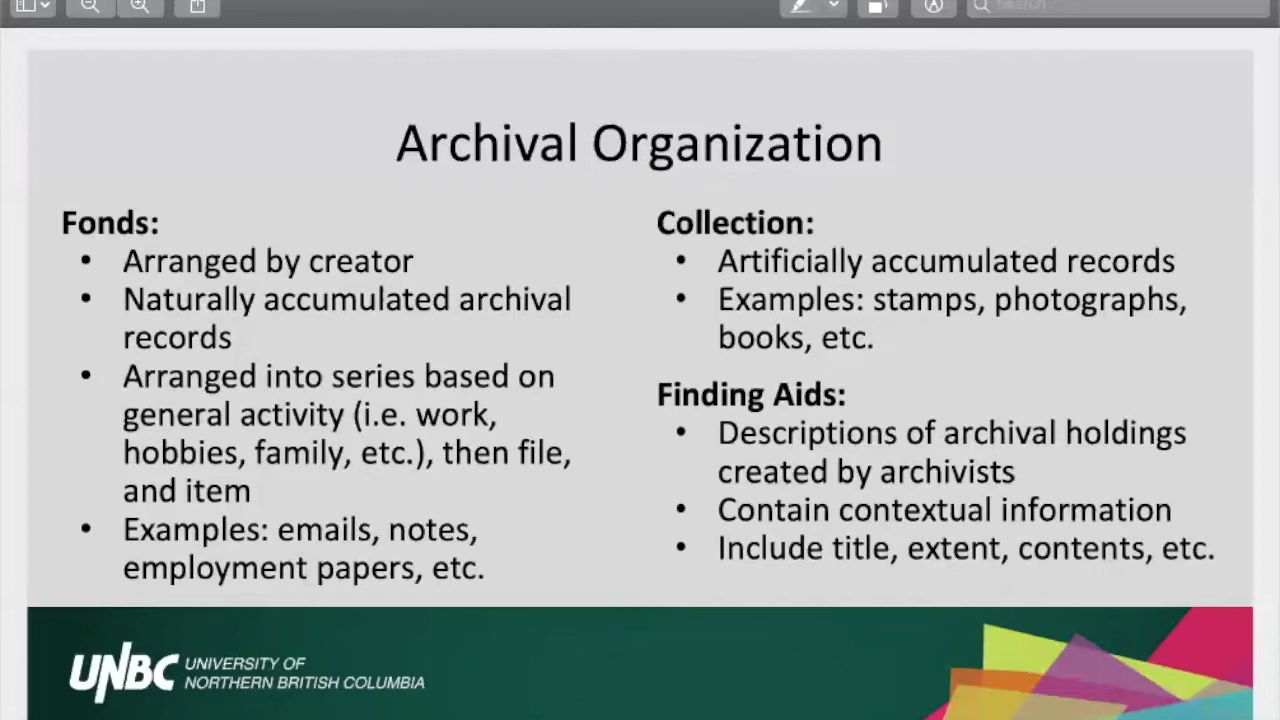 Search
Archival Organization
Fonds:
• Arranged by creator
• Naturally accumulated archival
records
• Arranged into series based on
general activity (i.e. work,
hobbies, family, etc.), then file,
and item
• Examples: emails, notes,
employment papers, etc.
Collection:
• Artificially accumulated records
• Examples: stamps, photographs,
books, etc.
Finding Aids:
• Descriptions of archival holdings
created by archivists
• Contain contextual information
• Include title, extent, contents, etc.
UNBC
UNIVERSITY OF
NORTHERN BRITISH COLUMBIA